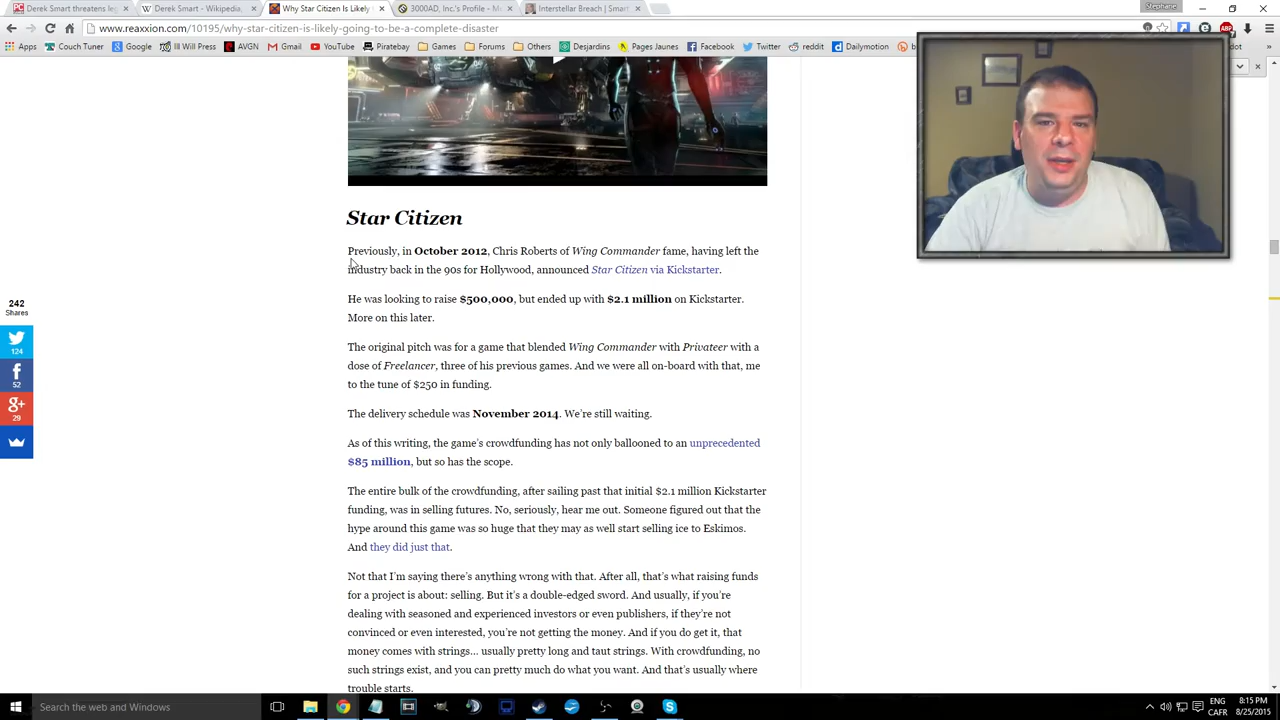 Derek Smart threatens leg
Derek Smart - Wikipedia,
Why Star Citizen Is Likely
3000AD, Inc.'s Profile - Mo
Interstellar Breach | Smart
Stephane
www.reaxxion.com/10195/why-star-citizen-is-likely-going-to-be-a-complete-disaster
Apps
Couch Tuner
Google
Ill Will Press
AVGN
Gmail
YouTube
Piratebay
Games
Forums
Others
Desjardins
Pages Jaunes
Facebook
Twitter
reddit
Dailymotion
Star Citizen
Previously, in October 2012, Chris Roberts of Wing Commander fame, having left the
industry back in the 90s for Hollywood, announced Star Citizen via Kickstarter.
He was looking to raise $500,000, but ended up with $2.1 million on Kickstarter.
More on this later.
The original pitch was for a game that blended Wing Commander with Privateer with a
dose of Freelancer, three of his previous games. And we were all on-board with that, me
to the tune of $250 in funding.
The delivery schedule was November 2014. We're still waiting.
As of this writing, the game's crowdfunding has not only ballooned to an unprecedented
$85 million, but so has the scope.
The entire bulk of the crowdfunding, after sailing past that initial $2.1 million Kickstarter
funding, was in selling futures. No, seriously, hear me out. Someone figured out that the
hype around this game was so huge that they may as well start selling ice to Eskimos.
And they did just that.
Not that I'm saying there's anything wrong with that. After all, that's what raising funds
for a project is about: selling. But it's a double-edged sword. And usually, if you're
dealing with seasoned and experienced investors or even publishers, if they're not
convinced or even interested, you're not getting the money. And if you do get it, that
money comes with strings... usually pretty long and taut strings. With crowdfunding, no
such strings exist, and you can pretty much do what you want. And that's usually where
trouble starts.
242
Shares
124
52
g+
29
Search the web and Windows
ENG
CAFR
8:15 PM
8/25/2015